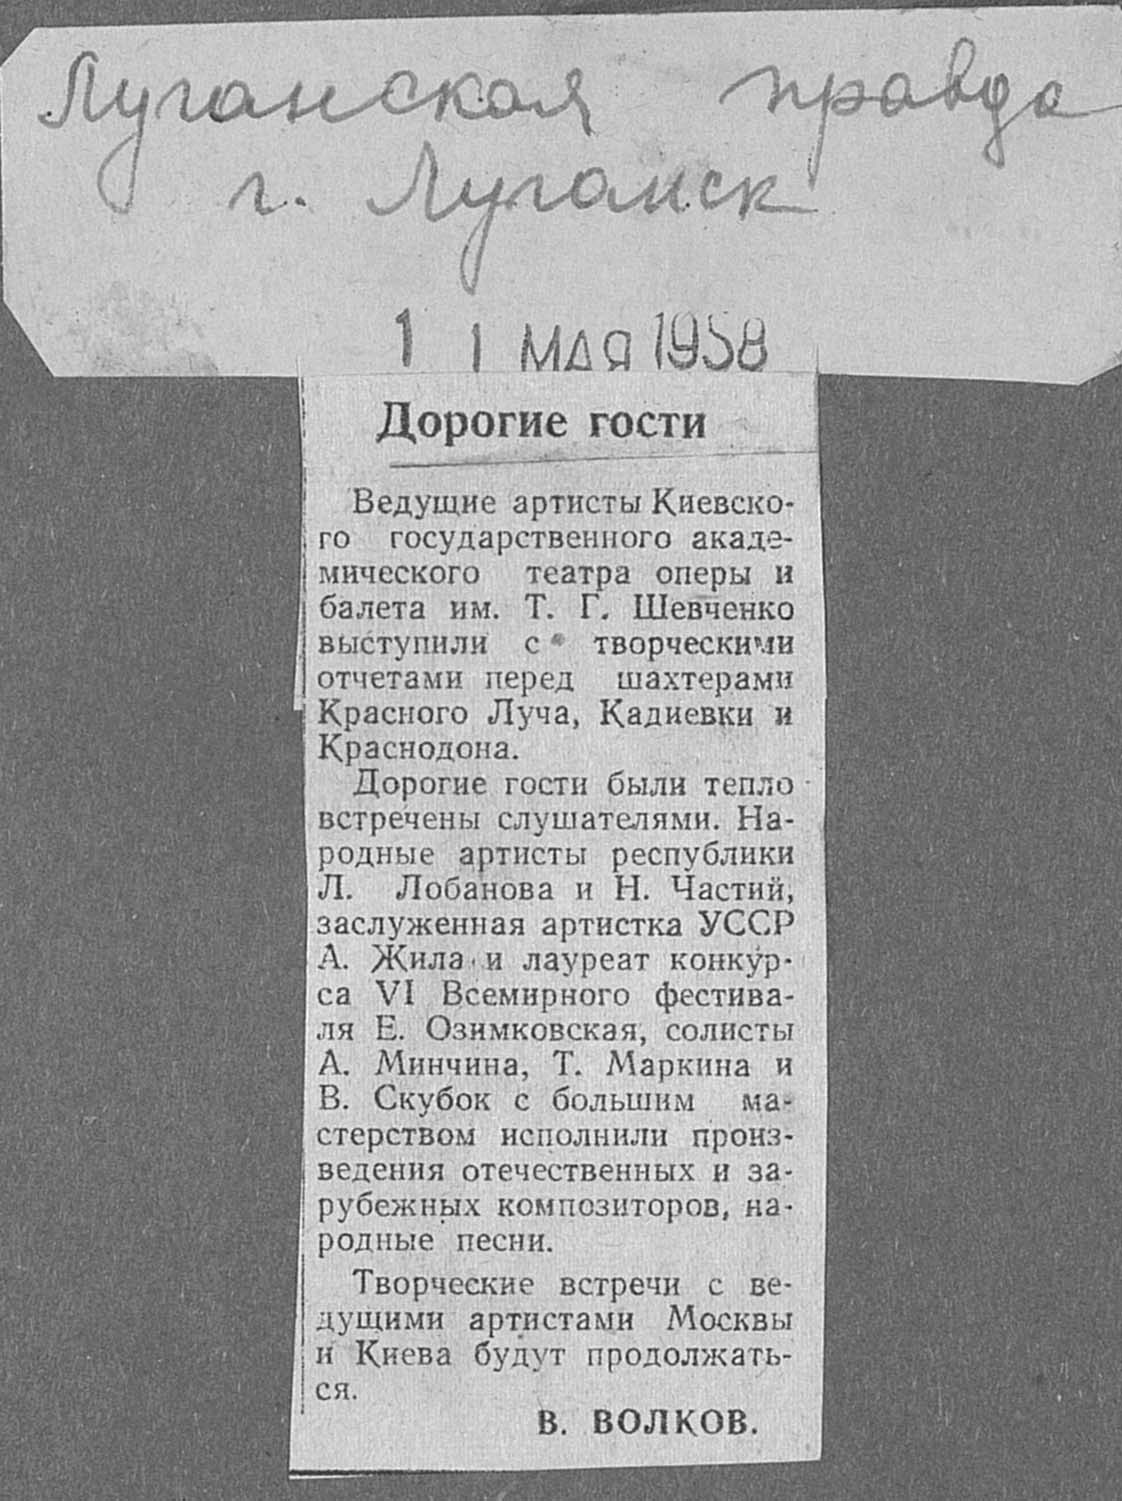 Луганская правда
г. Луганск
1 1 МАЯ 1958
Дорогие гости
Ведущие артисты Киевско-
го государственного акаде-
мического театра оперы и
балета им. Т. Г. Шевченко
выступили с творческими
отчетами перед шахтерами
Красного Луча, Кадиевки и
Краснодона.
Дорогие гости были тепло
встречены слушателями. На-
родные артисты республики
Л. Лобанова и Н. Частий,
заслуженная артистка УССР
А. Жила и лауреат конкур-
са VI Всемирного фестива-
ля Е. Озимковская, солисты
А. Минчина, Т. Маркина и
В. Скубок с большим ма-
стерством исполнили произ-
ведения отечественных и за-
рубежных композиторов, на-
родные песни.
Творческие встречи с ве-
дущими артистами Москвы
и Киева будут продолжать-
ся.
В. ВОЛКОВ.